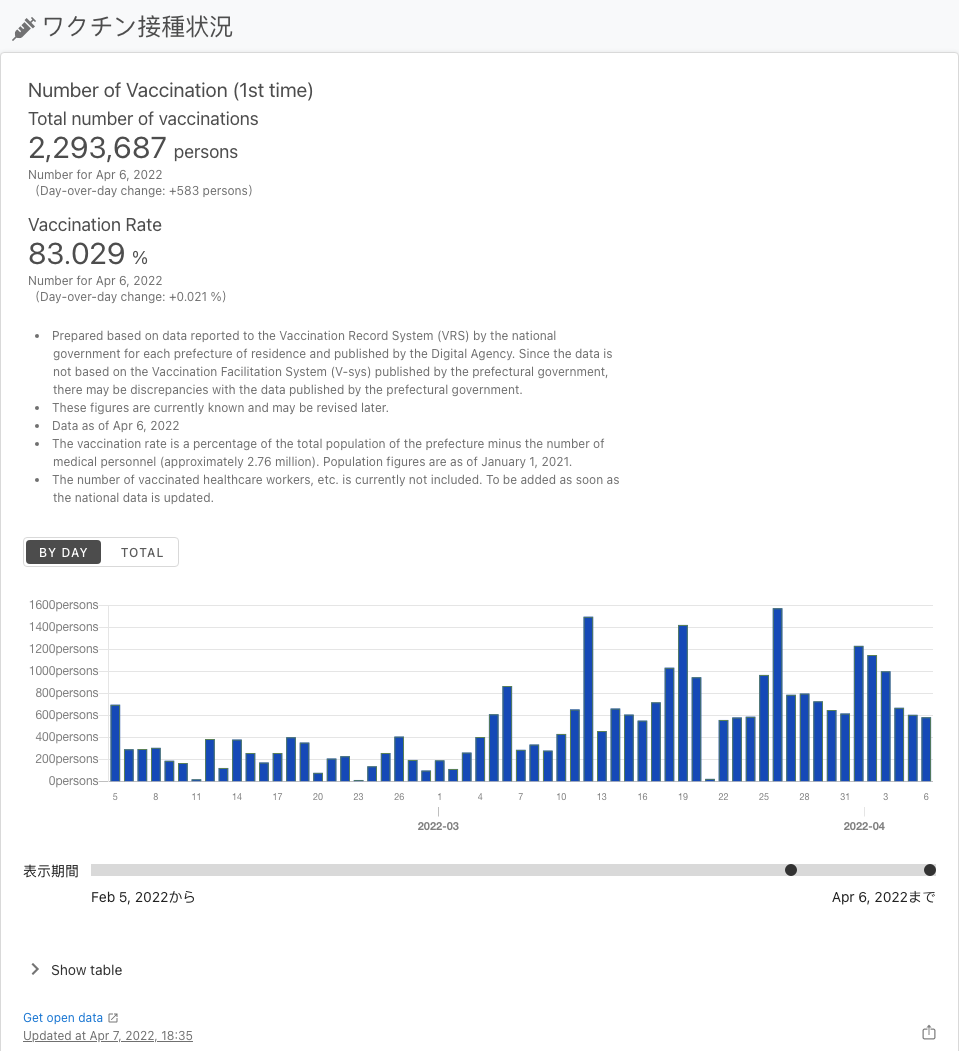 ワクチン接種状況
Number of Vaccination (1st time)
Total number of vaccinations
2,293,687 persons
Number for Apr 6, 2022
(Day-over-day change: +583 persons)
Vaccination Rate
83.029 %
Number for Apr 6, 2022
(Day-over-day change: +0.021 %)
• Prepared based on data reported to the Vaccination Record System (VRS) by the national
government for each prefecture of residence and published by the Digital Agency. Since the data is
not based on the Vaccination Facilitation System (V-sys) published by the prefectural government,
there may be discrepancies with the data published by the prefectural government.
• These figures are currently known and may be revised later.
• Data as of Apr 6, 2022
• The vaccination rate is a percentage of the total population of the prefecture minus the number of
medical personnel (approximately 2.76 million). Population figures are as of January 1, 2021.
• The number of vaccinated healthcare workers, etc. is currently not included. To be added as soon as
the national data is updated.
BY DAY TOTAL
1600persons
1400persons
1200persons
1000persons
800persons
600persons
400persons
200persons
0persons
5 8 11 14 17 20 23 26 1 4 7 10 13 16 19 22 25 28 31 3 6
2022-03 2022-04
表示期間
Feb 5, 2022から Apr 6, 2022まで
Show table
Get open data
Updated at Apr 7, 2022, 18:35